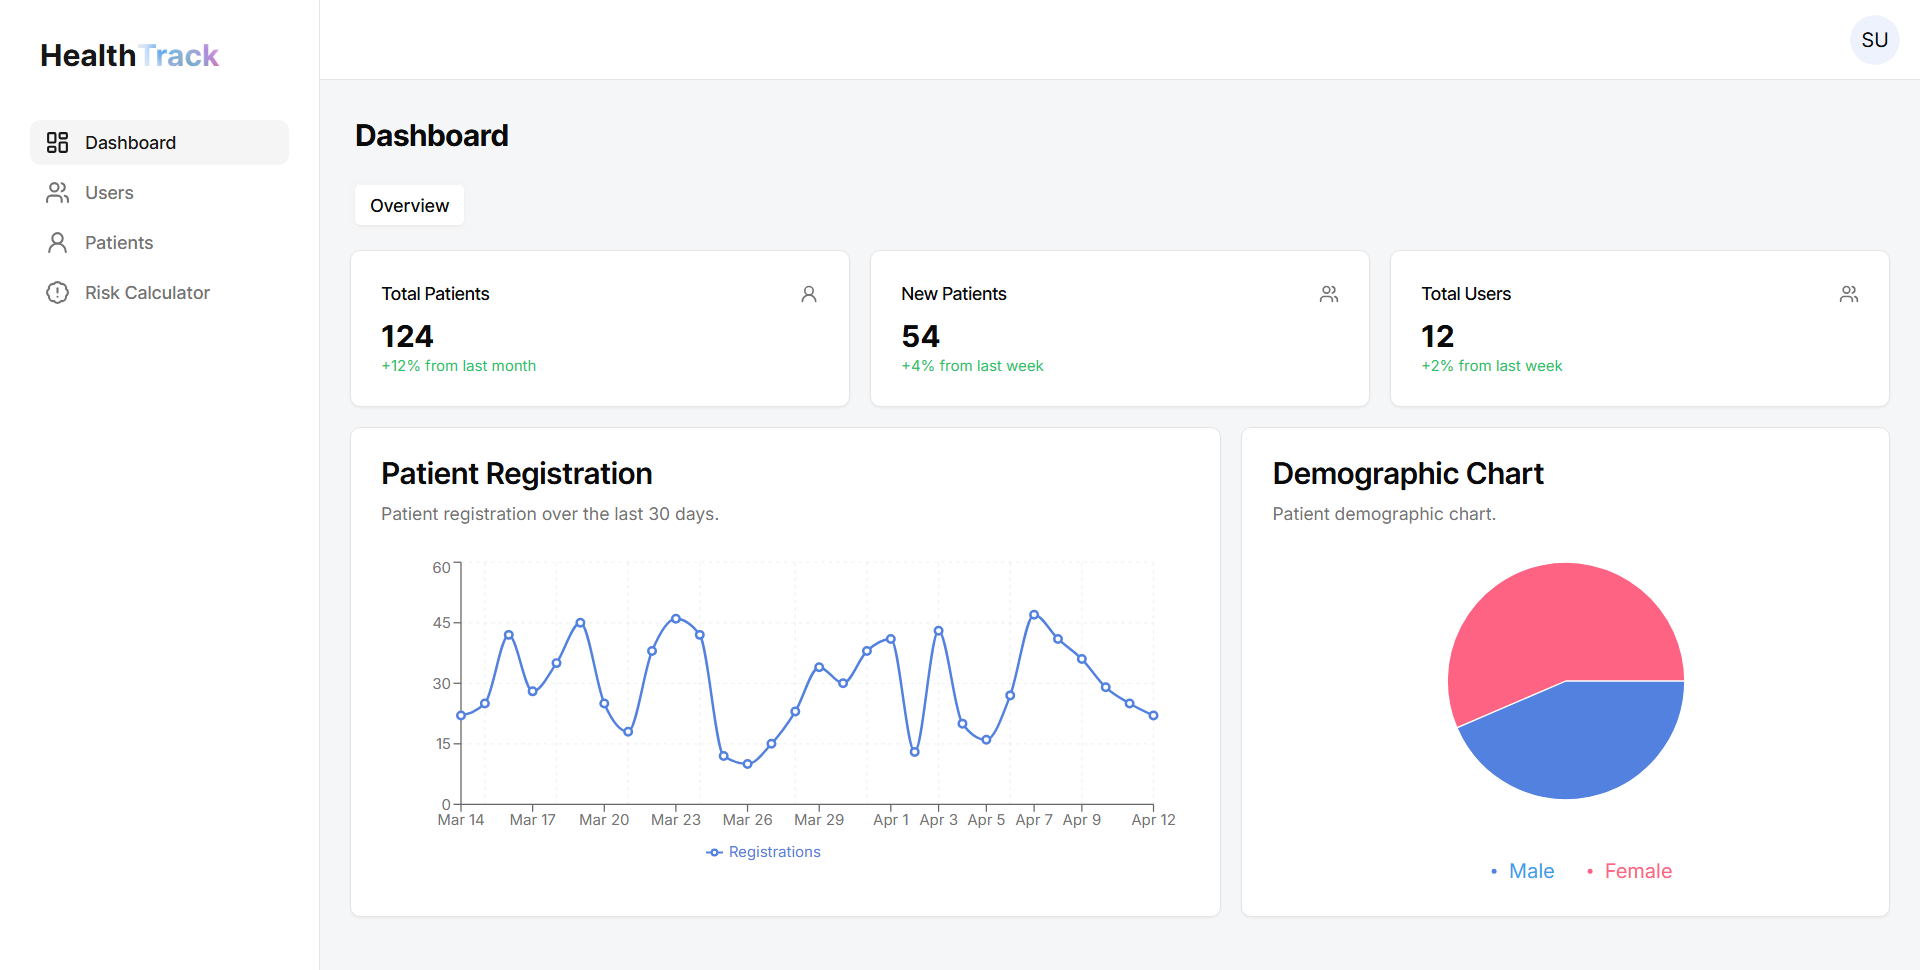 HealthTrack
SU
Dashboard
Users
Patients
Risk Calculator
Dashboard
Overview
Total Patients
124
+12% from last month
New Patients
54
+4% from last week
Total Users
12
+2% from last week
Patient Registration
Patient registration over the last 30 days.
60
45
30
15
0
Mar 14 Mar 17 Mar 20 Mar 23 Mar 26 Mar 29 Apr 1 Apr 3 Apr 5 Apr 7 Apr 9 Apr 12
Registrations
Demographic Chart
Patient demographic chart.
Male Female